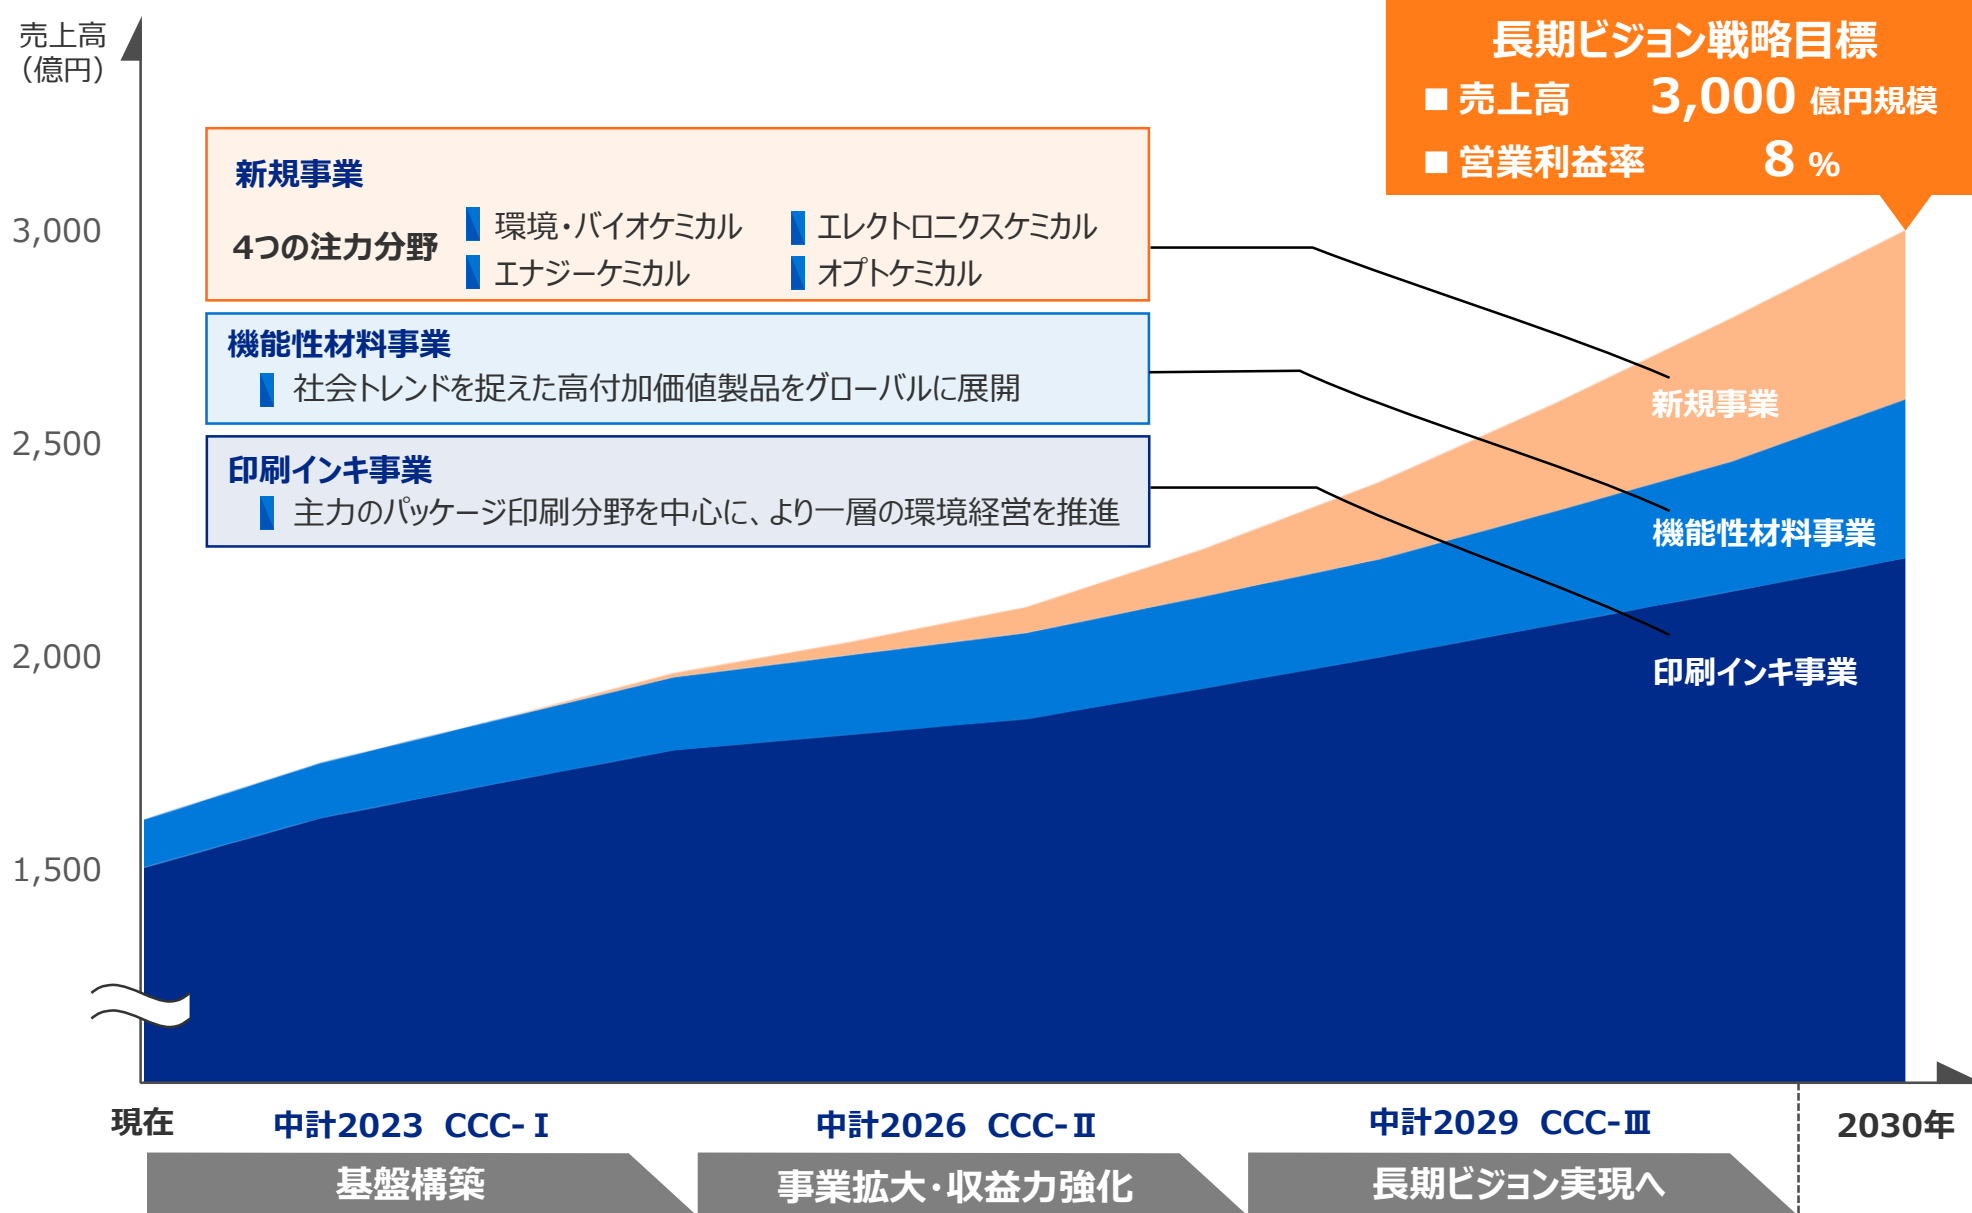 売上高
（億円）
長期ビジョン戦略目標
■ 売上高 3,000 億円規模
■ 営業利益率 8 %
新規事業
4つの注力分野
環境・バイオケミカル
エレクトロニクスケミカル
エナジーケミカル
オプトケミカル
機能性材料事業
社会トレンドを捉えた高付加価値製品をグローバルに展開
印刷インキ事業
主力のパッケージ印刷分野を中心に、より一層の環境経営を推進
3,000
2,500
2,000
1,500
新規事業
機能性材料事業
印刷インキ事業
現在
中計2023 CCC-Ⅰ
中計2026 CCC-Ⅱ
中計2029 CCC-Ⅲ
2030年
基盤構築
事業拡大・収益力強化
長期ビジョン実現へ